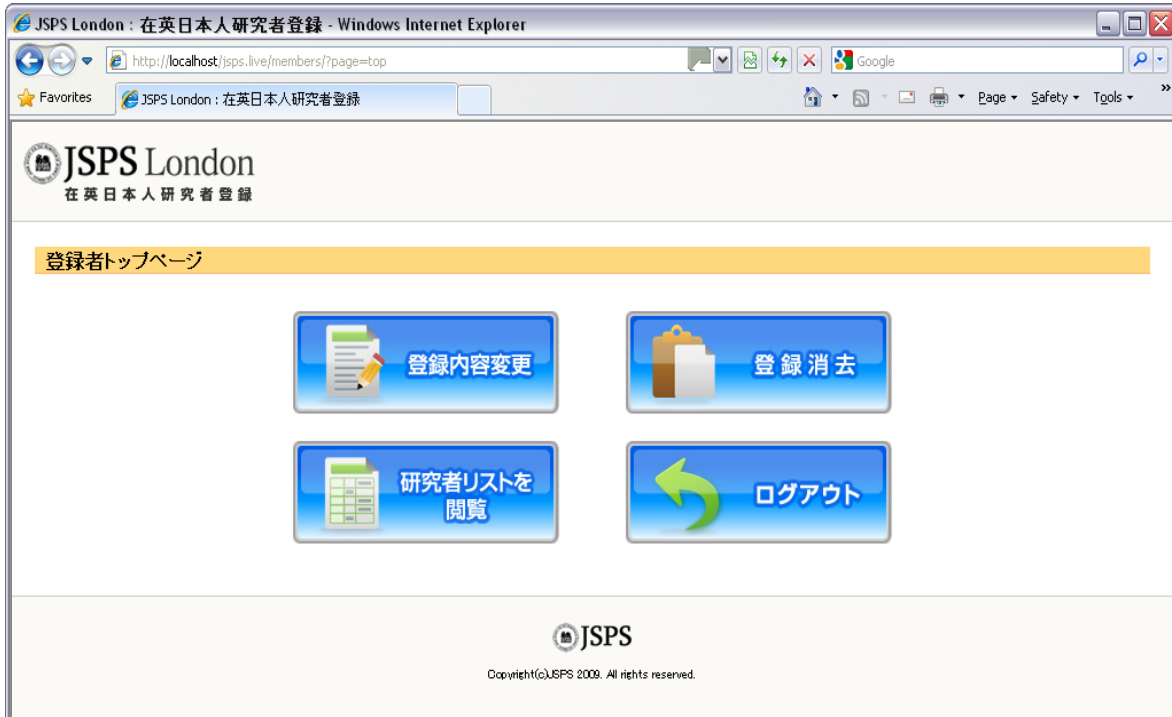 JSPS London : 在英日本人研究者登録 - Windows Internet Explorer
http://localhost/jsps.live/members/?page=top
Google
Favorites
JSPS London : 在英日本人研究者登録
Page
Safety
Tools
»
JSPS London
在英日本人研究者登録
登録者トップページ
登録内容変更
登録消去
研究者リストを
閲覧
ログアウト
JSPS
Copyright(c)JSPS 2009. All rights reserved.